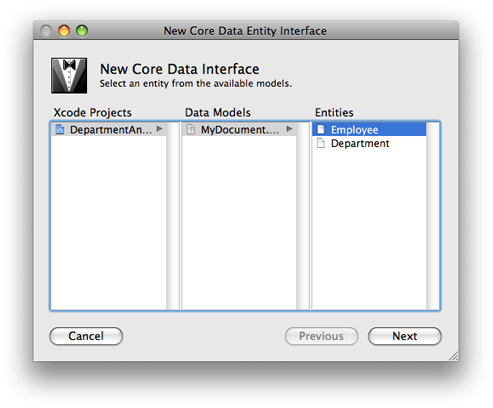 New Core Data Entity Interface
New Core Data Interface
Select an entity from the available models.
Xcode Projects Data Models Entities
DepartmentAn... MyDocument.... Employee
Department
Cancel Previous Next